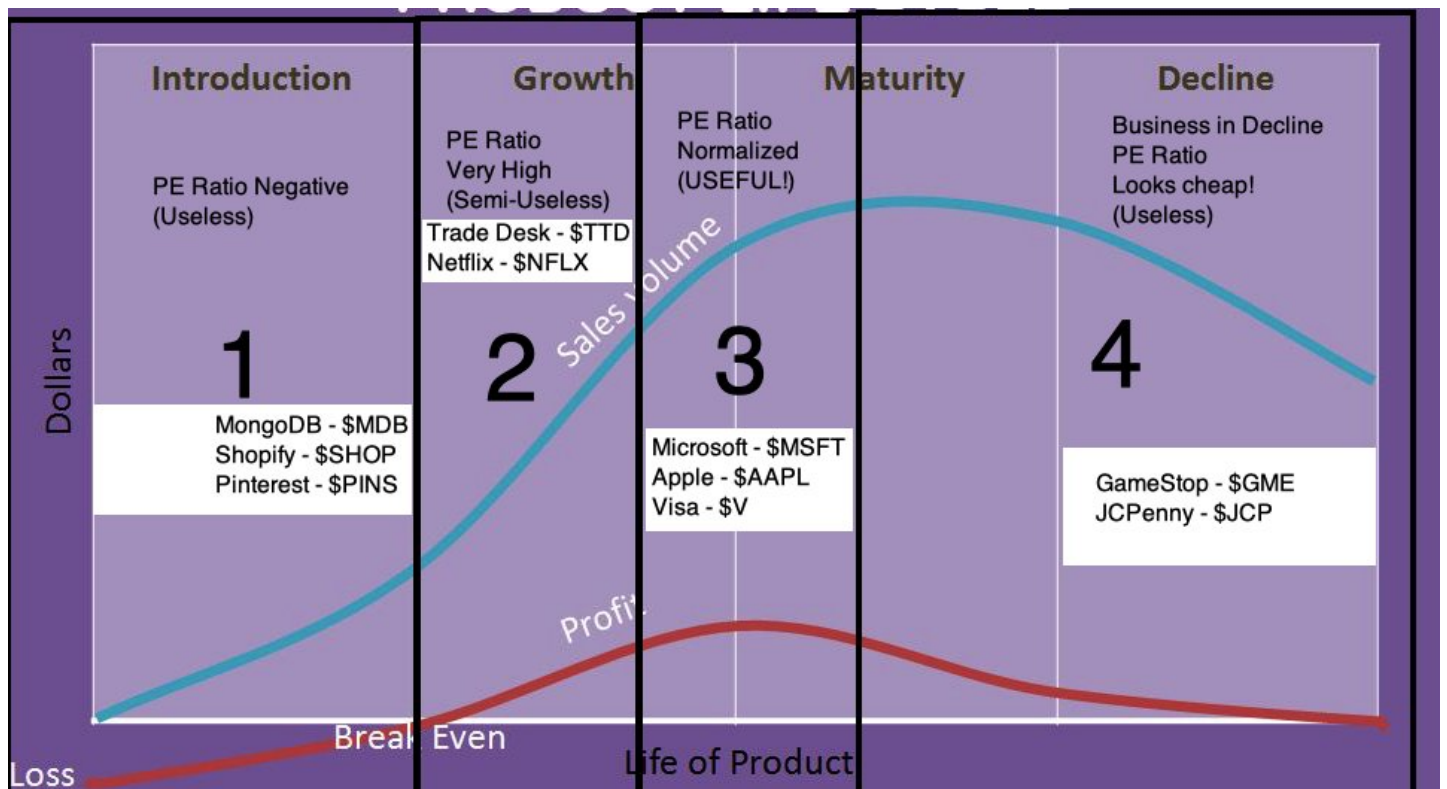 Introduction
Growth
Maturity
Decline
PE Ratio Negative
(Useless)
PE Ratio
Very High
(Semi-Useless)
Trade Desk - $TTD
Netflix - $NFLX
PE Ratio
Normalized
(USEFUL!)
Business in Decline
PE Ratio
Looks cheap!
(Useless)
Sales volume
Dollars
1
2
3
4
MongoDB - $MDB
Shopify - $SHOP
Pinterest - $PINS
Microsoft - $MSFT
Apple - $AAPL
Visa - $V
GameStop - $GME
JCPenny - $JCP
Profit
Break Even
Life of Product
Loss